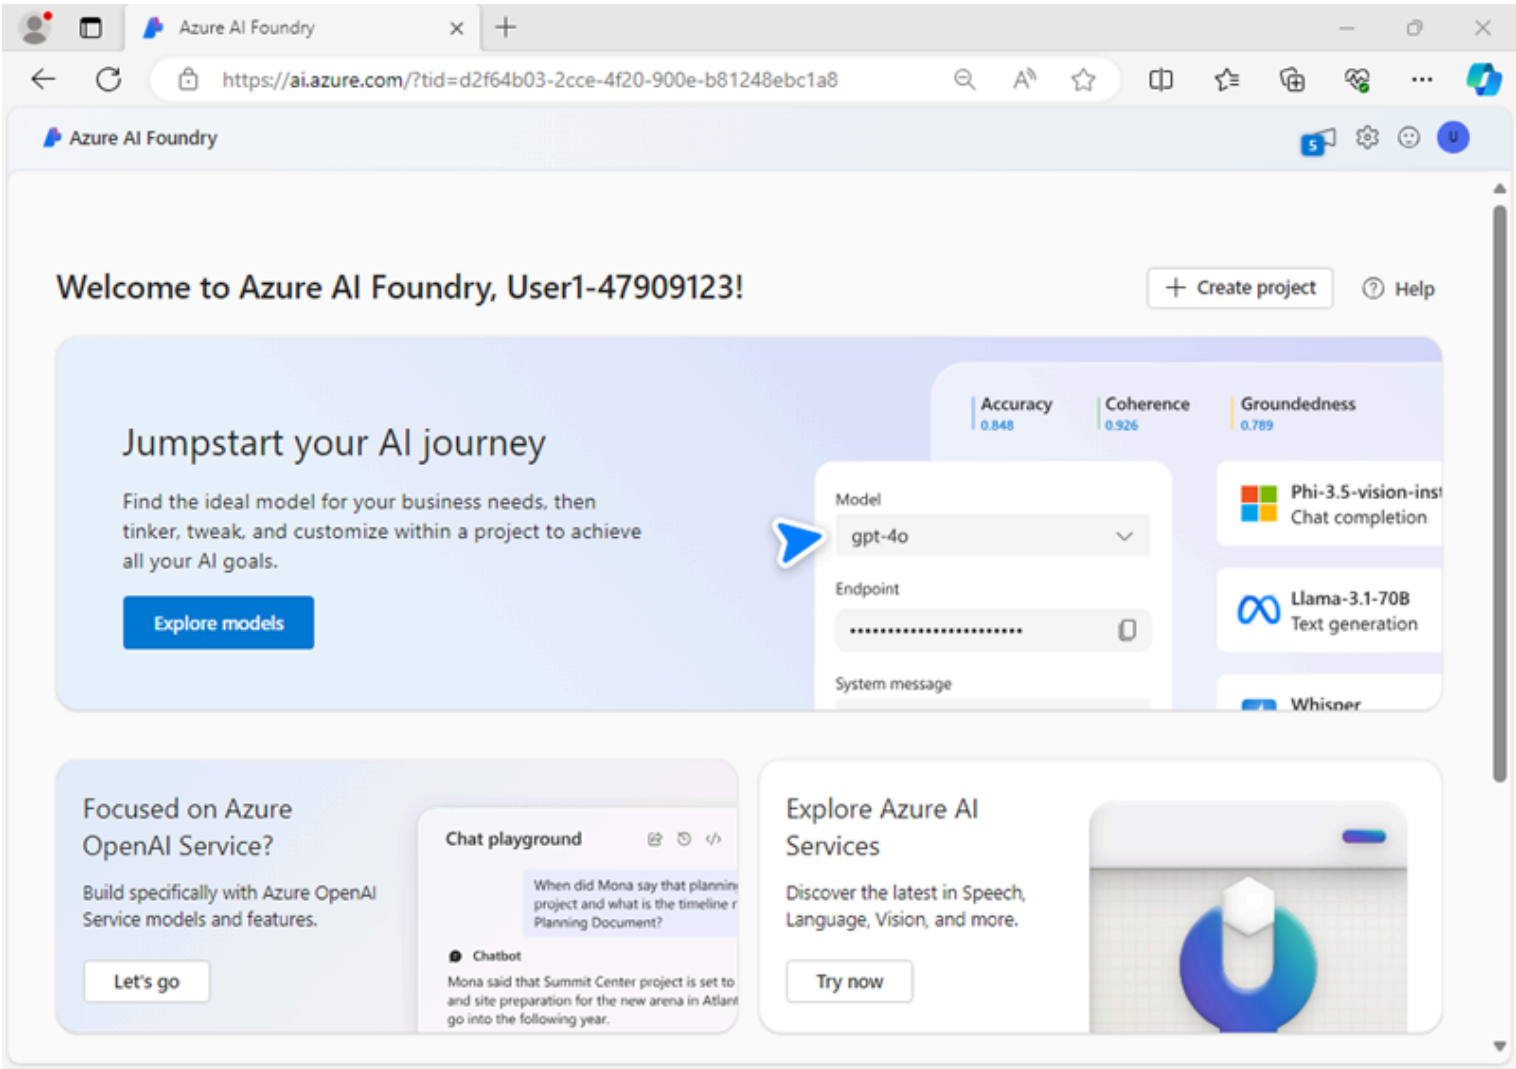 Azure AI Foundry
https://ai.azure.com/?tid=d2f64b03-2cce-4f20-900e-b81248ebc1a8
Azure AI Foundry
5
U
Welcome to Azure AI Foundry, User1-47909123!
Create project
Help
Jumpstart your AI journey
Find the ideal model for your business needs, then
tinker, tweak, and customize within a project to achieve
all your AI goals.
Explore models
Accuracy
0.848
Coherence
0.926
Groundedness
0.789
Model
gpt-4o
Endpoint
••••••••••••••••••••••••
System message
Phi-3.5-vision-inst
Chat completion
Llama-3.1-70B
Text generation
Whisper
Focused on Azure
OpenAI Service?
Build specifically with Azure OpenAI
Service models and features.
Let's go
Chat playground
When did Mona say that planning
project and what is the timeline r
Planning Document?
Chatbot
Mona said that Summit Center project is set to
and site preparation for the new arena in Atlant
go into the following year.
Explore Azure AI
Services
Discover the latest in Speech,
Language, Vision, and more.
Try now